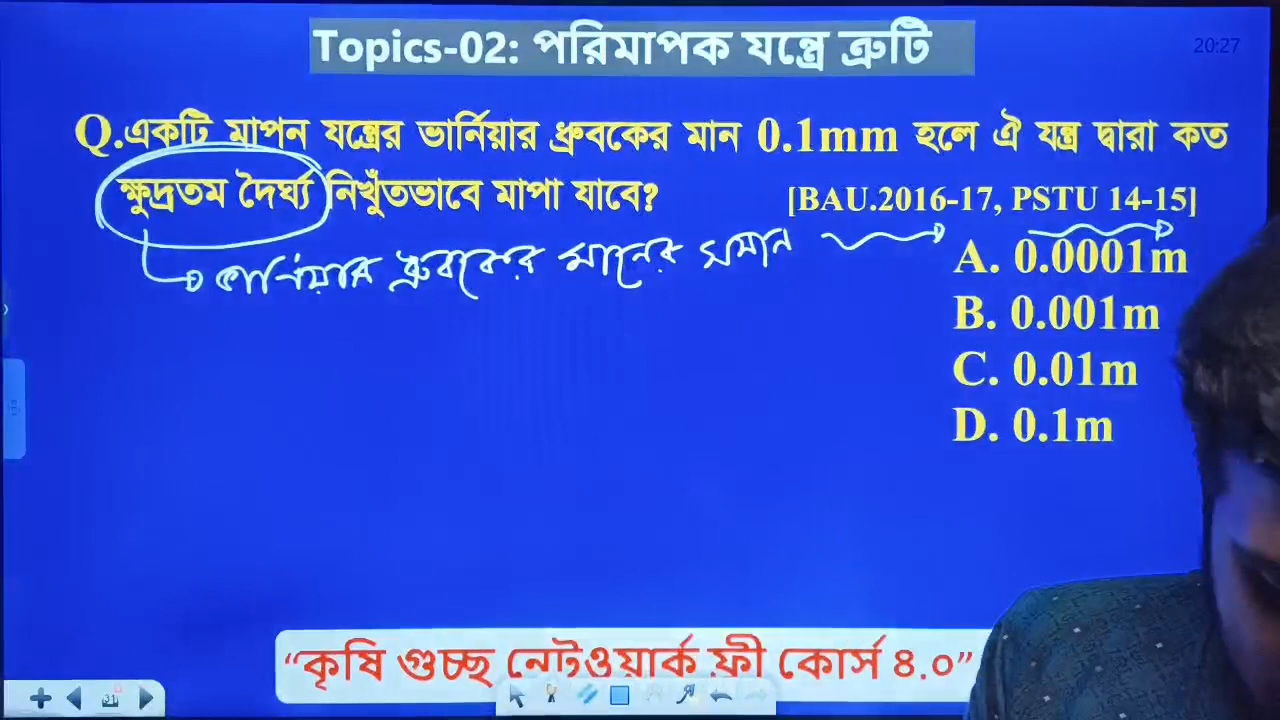 Topics-02: পরিমাপক যন্ত্রে ত্রুটি
20:27
Q.একটি মাপন যন্ত্রের ভার্নিয়ার ধ্রুবকের মান 0.1mm হলে ঐ যন্ত্র দ্বারা কত
ক্ষুদ্রতম দৈর্ঘ্য নিখুঁতভাবে মাপা যাবে?
[BAU.2016-17, PSTU 14-15]
ভার্নিয়ার ধ্রুবকের মানের সমান
A. 0.0001m
B. 0.001m
C. 0.01m
D. 0.1m
“কৃষি গুচ্ছ নেটওয়ার্ক ফ্রী কোর্স ৪.০”
31